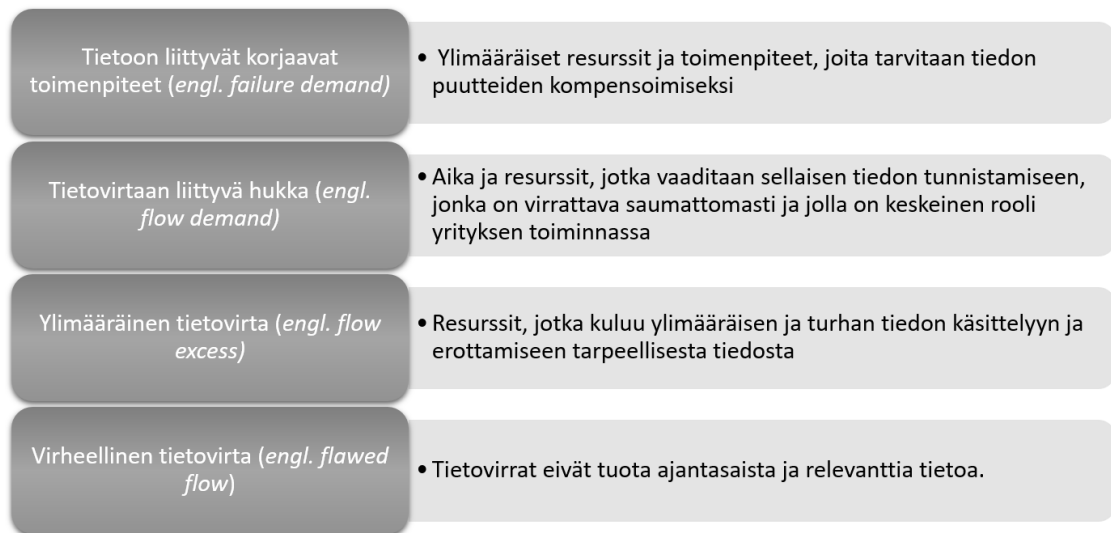 Tietoon liittyvät korjaavat
toimenpiteet (engl. failure demand)
• Ylimääräiset resurssit ja toimenpiteet, joita tarvitaan tiedon
puutteiden kompensoimiseksi
Tietovirtaan liittyvä hukka (engl.
flow demand)
• Aika ja resurssit, jotka vaaditaan sellaisen tiedon tunnistamiseen,
jonka on virrattava saumattomasti ja jolla on keskeinen rooli
yrityksen toiminnassa
Ylimääräinen tietovirta (engl. flow
excess)
• Resurssit, jotka kuluu ylimääräisen ja turhan tiedon käsittelyyn ja
erottamiseen tarpeellisesta tiedosta
Virheellinen tietovirta (engl. flawed
flow)
• Tietovirrat eivät tuota ajantasaista ja relevanttia tietoa.